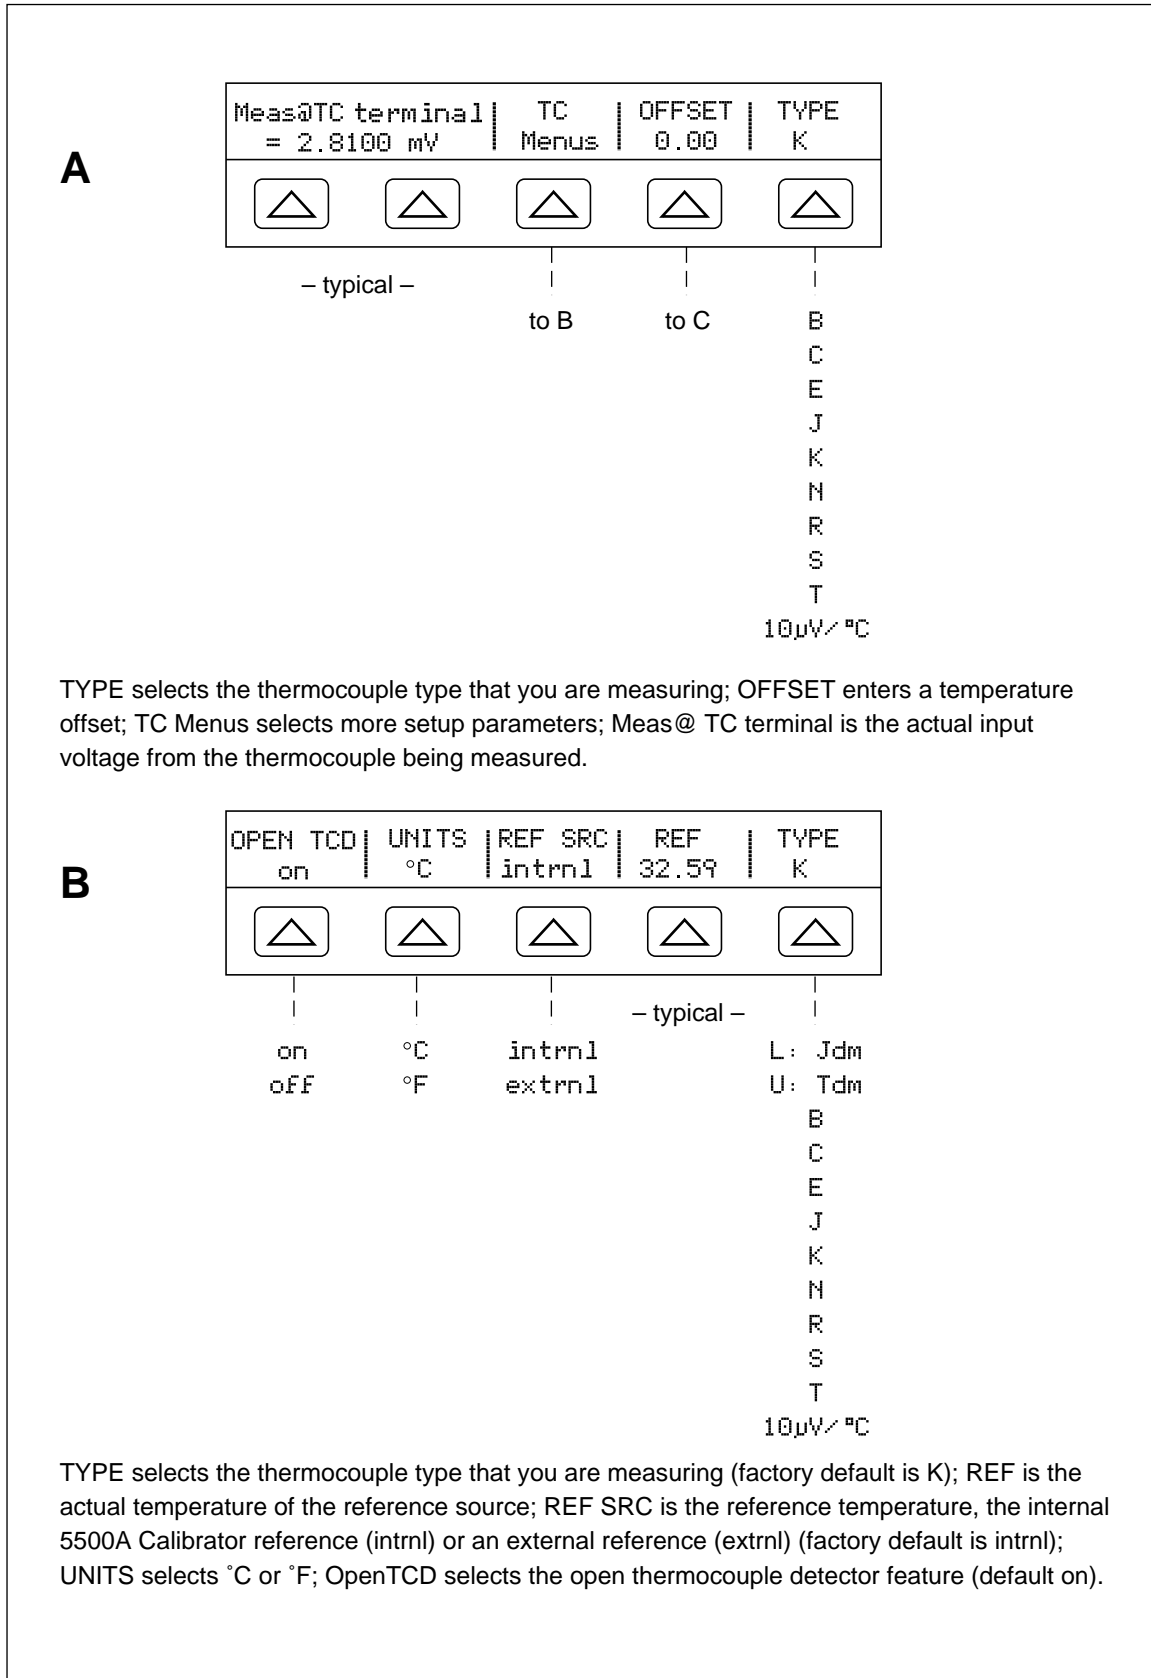 A
Meas@TC terminal | TC | OFFSET | TYPE
= 2.8100 mV | Menus | 0.00 | K
– typical –
to B to C B
C
E
J
K
N
R
S
T
10µV/°C
TYPE selects the thermocouple type that you are measuring; OFFSET enters a temperature
offset; TC Menus selects more setup parameters; Meas@ TC terminal is the actual input
voltage from the thermocouple being measured.
B
OPEN TCD | UNITS | REF SRC | REF | TYPE
on | °C | intrnl | 32.59 | K
– typical –
on °C intrnl L: Jdm
off °F extrnl U: Tdm
B
C
E
J
K
N
R
S
T
10µV/°C
TYPE selects the thermocouple type that you are measuring (factory default is K); REF is the
actual temperature of the reference source; REF SRC is the reference temperature, the internal
5500A Calibrator reference (intrnl) or an external reference (extrnl) (factory default is intrnl);
UNITS selects ˚C or ˚F; OpenTCD selects the open thermocouple detector feature (default on).